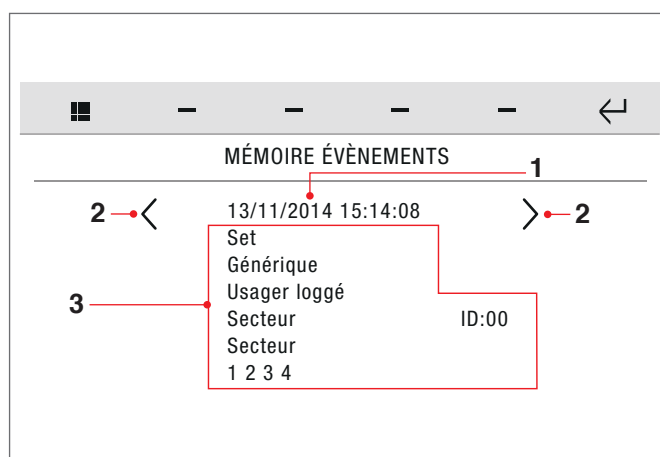 MÉMOIRE ÉVÈNEMENTS
1
2
13/11/2014 15:14:08
2
Set
Générique
Usager loggé
3
Secteur ID:00
Secteur
1 2 3 4